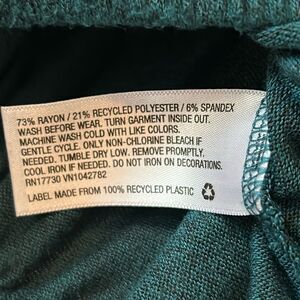 73% RAYON / 21% RECYCLED POLYESTER / 6% SPANDEX
WASH BEFORE WEAR. TURN GARMENT INSIDE OUT.
MACHINE WASH COLD WITH LIKE COLORS.
GENTLE CYCLE. ONLY NON-CHLORINE BLEACH IF
NEEDED. TUMBLE DRY LOW. REMOVE PROMPTLY.
COOL IRON IF NEEDED. DO NOT IRON ON DECORATIONS.
RN17730 VN1042782
LABEL MADE FROM 100% RECYCLED PLASTIC